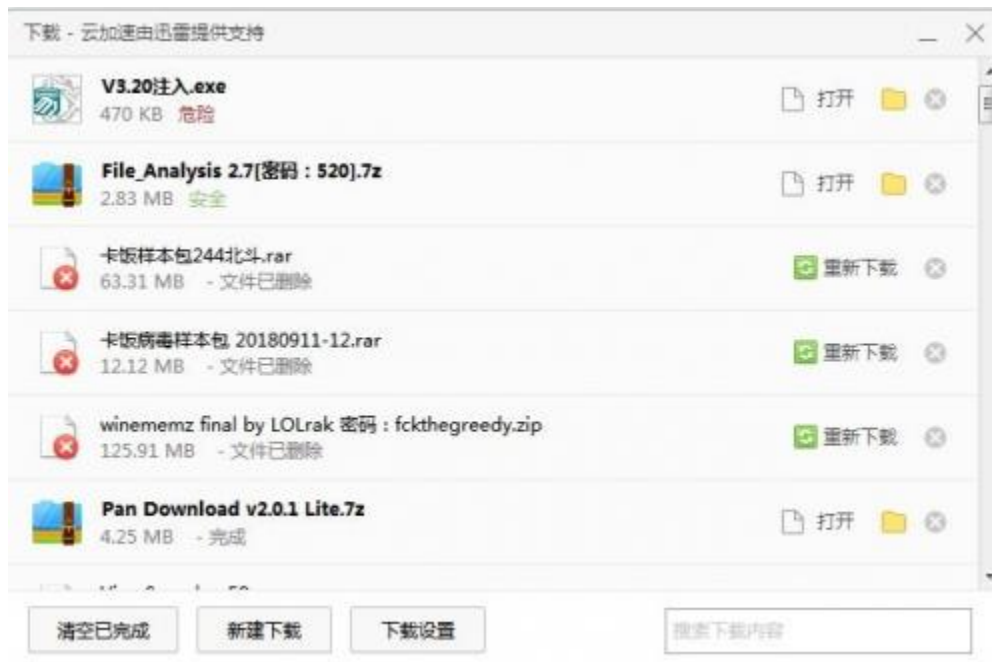 下载 - 云加速由迅雷提供支持
V3.20注入.exe
470 KB 危险
打开
File_Analysis 2.7[密码：520].7z
2.83 MB 安全
打开
卡饭样本包244北斗.rar
63.31 MB - 文件已删除
重新下载
卡饭病毒样本包 20180911-12.rar
12.12 MB - 文件已删除
重新下载
winememz final by LOLrak 密码：fckthegreedy.zip
125.91 MB - 文件已删除
重新下载
Pan Download v2.0.1 Lite.7z
4.25 MB - 完成
打开
清空已完成
新建下载
下载设置
搜索下载内容